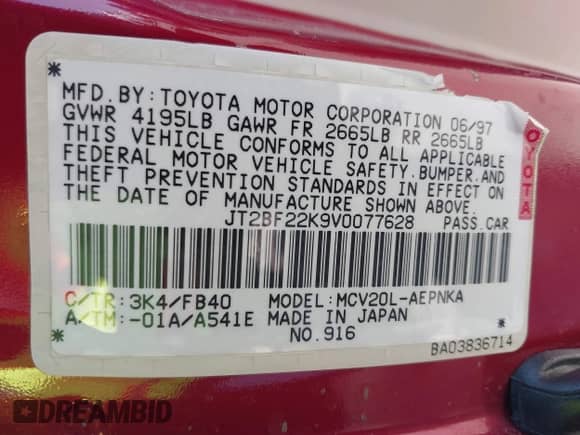 MFD. BY: TOYOTA MOTOR CORPORATION 06/97
GVWR 4195LB GAWR FR 2665LB RR 2665LB
THIS VEHICLE CONFORMS TO ALL APPLICABLE
FEDERAL MOTOR VEHICLE SAFETY, BUMPER, AND
THEFT PREVENTION STANDARDS IN EFFECT ON
THE DATE OF MANUFACTURE SHOWN ABOVE.
JT2BF22K9V0077628 PASS. CAR
C/TR: 3K4/FB40 MODEL: MCV20L-AEPNKA
A/TM: -01A/A541E MADE IN JAPAN
NO. 916
BA03836714
OYOTA
DREAMBID